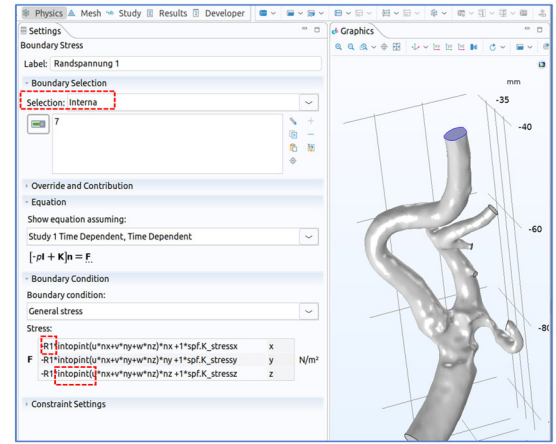 Physics Mesh Study Results Developer
Settings
Boundary Stress
Label: Randspannung 1
Boundary Selection
Selection: Interna
7
Override and Contribution
Equation
Show equation assuming:
Study 1 Time Dependent, Time Dependent
[-pI + K]n = F
Boundary Condition
Boundary condition:
General stress
Stress:
-R1*intopint(u*nx+v*ny+w*nz)*nx +1*spf.K_stressx x
F -R1*intopint(u*nx+v*ny+w*nz)*ny +1*spf.K_stressy y N/m²
-R1*intopint(u*nx+v*ny+w*nz)*nz +1*spf.K_stressz z
Constraint Settings
Graphics
mm
-35
-40
-60
-80